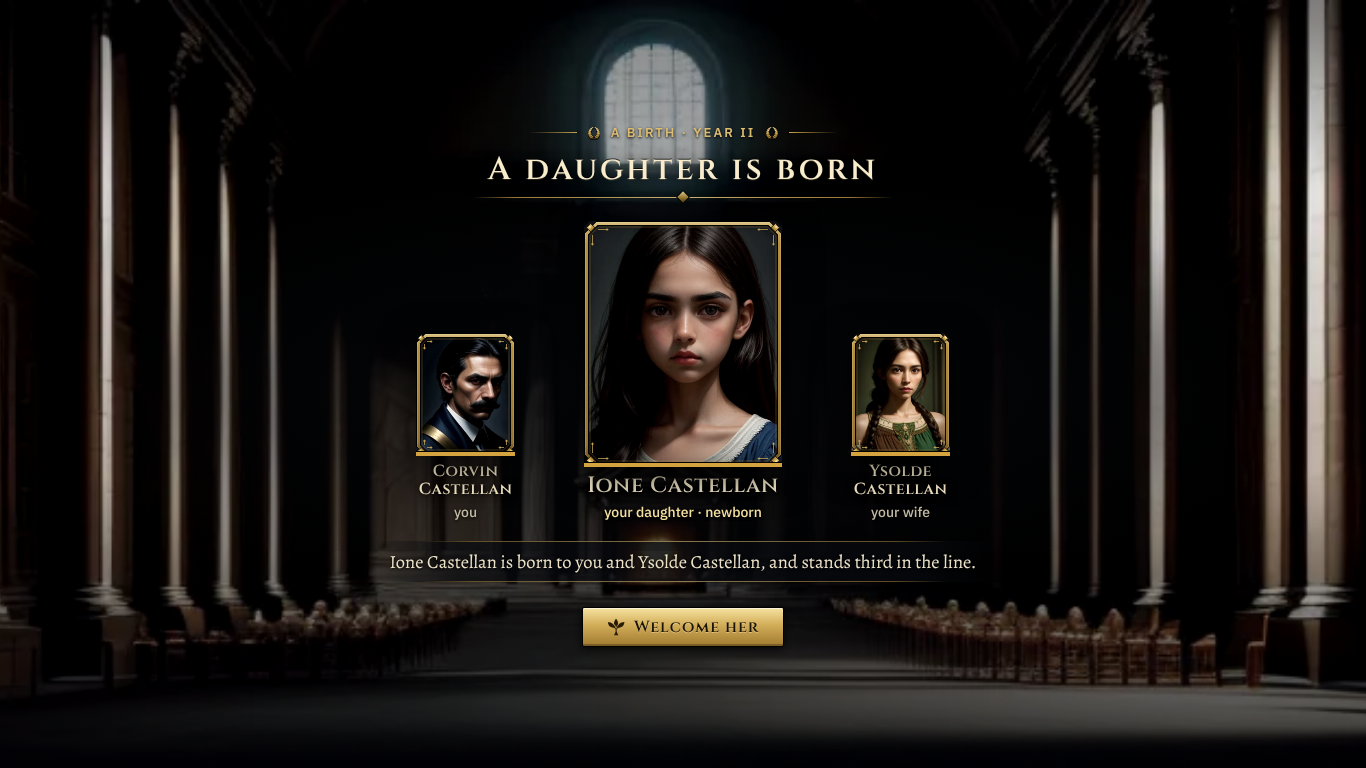 A BIRTH · YEAR II
A DAUGHTER IS BORN
IONE CASTELLAN
your daughter · newborn
CORVIN
CASTELLAN
you
YSOLDE
CASTELLAN
your wife
Ione Castellan is born to you and Ysolde Castellan, and stands third in the line.
WELCOME HER